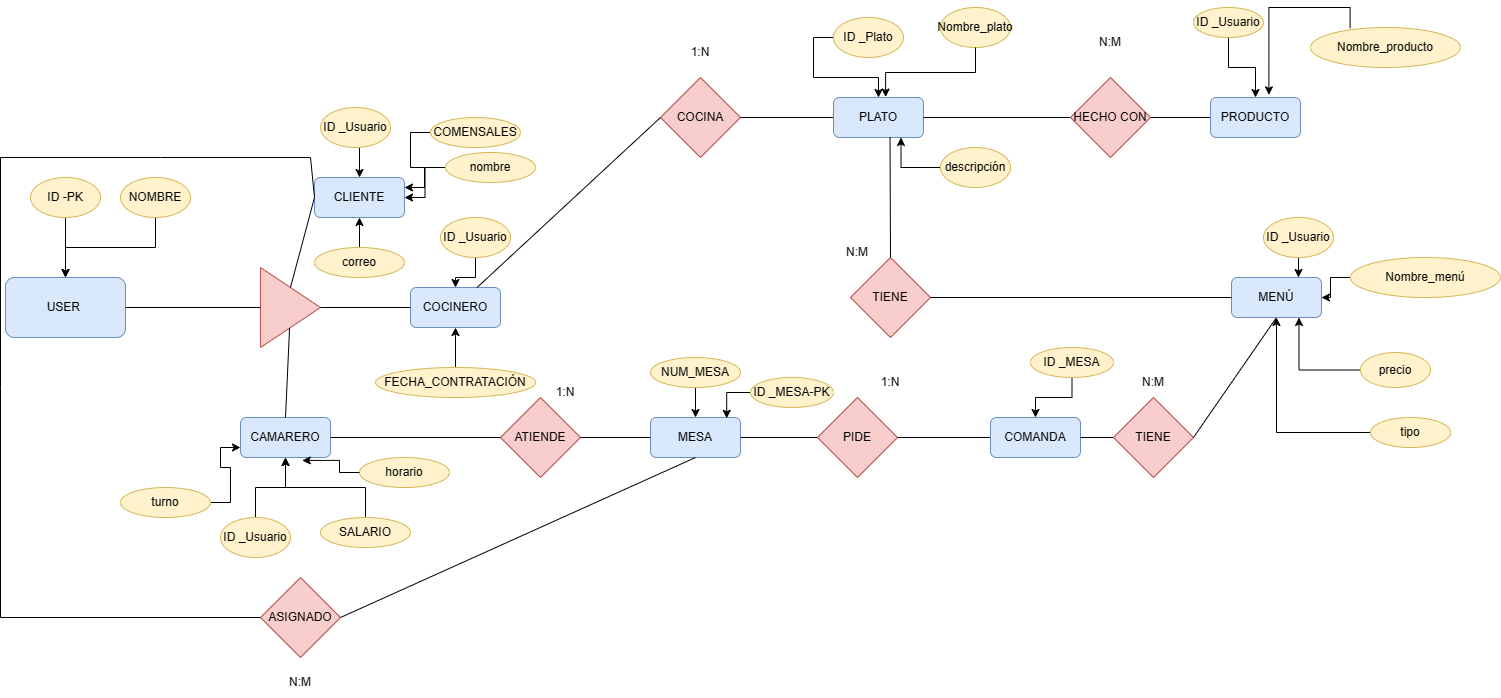 ID _Plato
Nombre_plato
ID _Usuario
Nombre_producto
1:N
N:M
COCINA
PLATO
HECHO CON
PRODUCTO
ID _Usuario
COMENSALES
nombre
descripción
ID -PK
NOMBRE
CLIENTE
correo
ID _Usuario
N:M
ID _Usuario
Nombre_menú
USER
COCINERO
TIENE
MENÚ
FECHA_CONTRATACIÓN
1:N
NUM_MESA
ID _MESA-PK
1:N
ID _MESA
N:M
precio
CAMARERO
ATIENDE
MESA
PIDE
COMANDA
TIENE
tipo
horario
turno
ID _Usuario
SALARIO
ASIGNADO
N:M